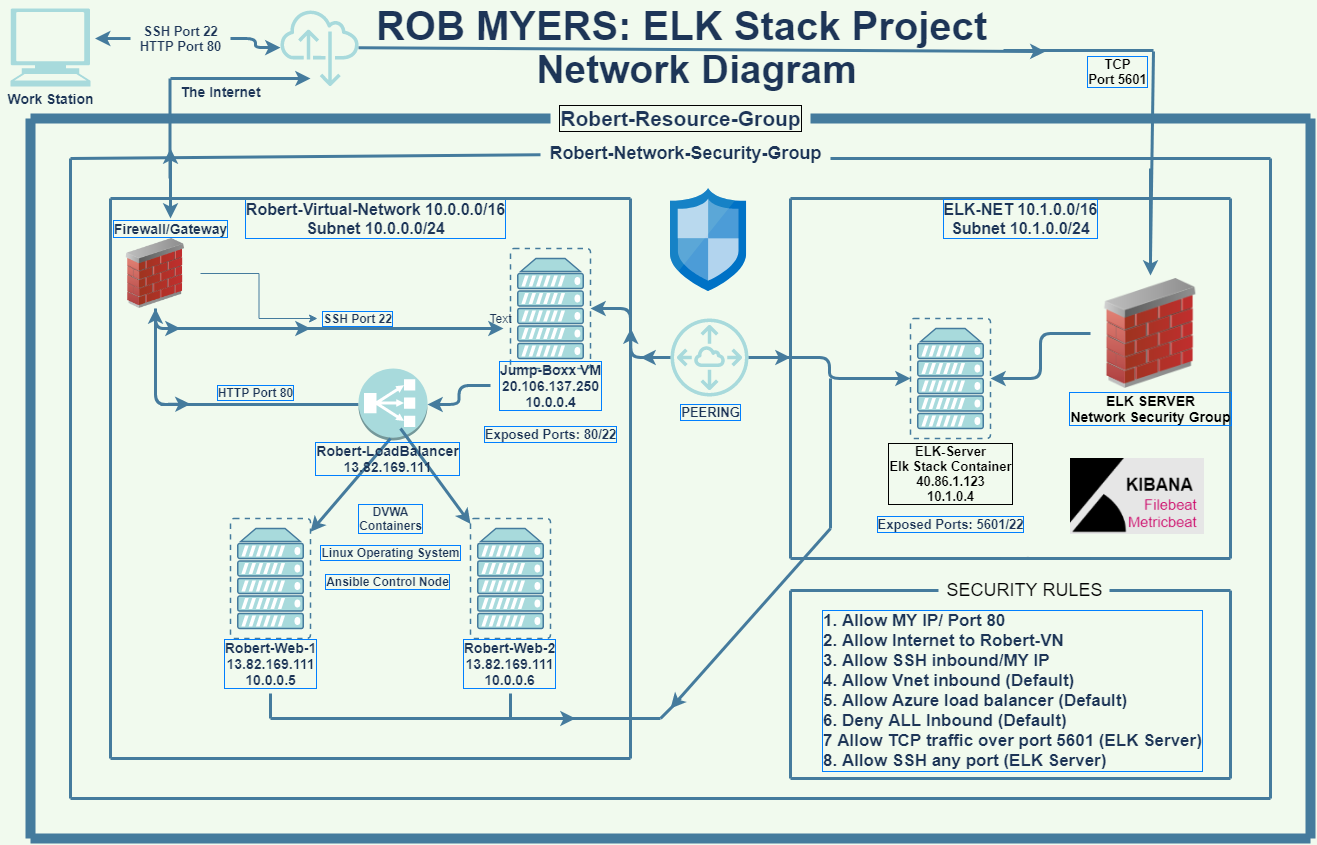 ROB MYERS: ELK Stack Project
Network Diagram
SSH Port 22
HTTP Port 80
Work Station
The Internet
TCP
Port 5601
Robert-Resource-Group
Robert-Network-Security-Group
Robert-Virtual-Network 10.0.0.0/16
Subnet 10.0.0.0/24
Firewall/Gateway
SSH Port 22
Text
Jump-Boxx VM
20.106.137.250
10.0.0.4
Exposed Ports: 80/22
HTTP Port 80
Robert-LoadBalancer
13.82.169.111
DVWA
Containers
Linux Operating System
Ansible Control Node
Robert-Web-1
13.82.169.111
10.0.0.5
Robert-Web-2
13.82.169.111
10.0.0.6
PEERING
ELK-NET 10.1.0.0/16
Subnet 10.1.0.0/24
ELK SERVER
Network Security Group
ELK-Server
Elk Stack Container
40.86.1.123
10.1.0.4
Exposed Ports: 5601/22
KIBANA
Filebeat
Metricbeat
SECURITY RULES
1. Allow MY IP/ Port 80
2. Allow Internet to Robert-VN
3. Allow SSH inbound/MY IP
4. Allow Vnet inbound (Default)
5. Allow Azure load balancer (Default)
6. Deny ALL Inbound (Default)
7 Allow TCP traffic over port 5601 (ELK Server)
8. Allow SSH any port (ELK Server)